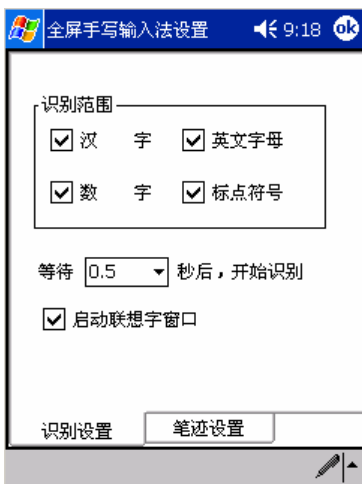 全屏手写输入法设置 9:18 ok
识别范围
汉 字 英文字母
数 字 标点符号
等待 0.5 秒后，开始识别
启动联想字窗口
识别设置 笔迹设置